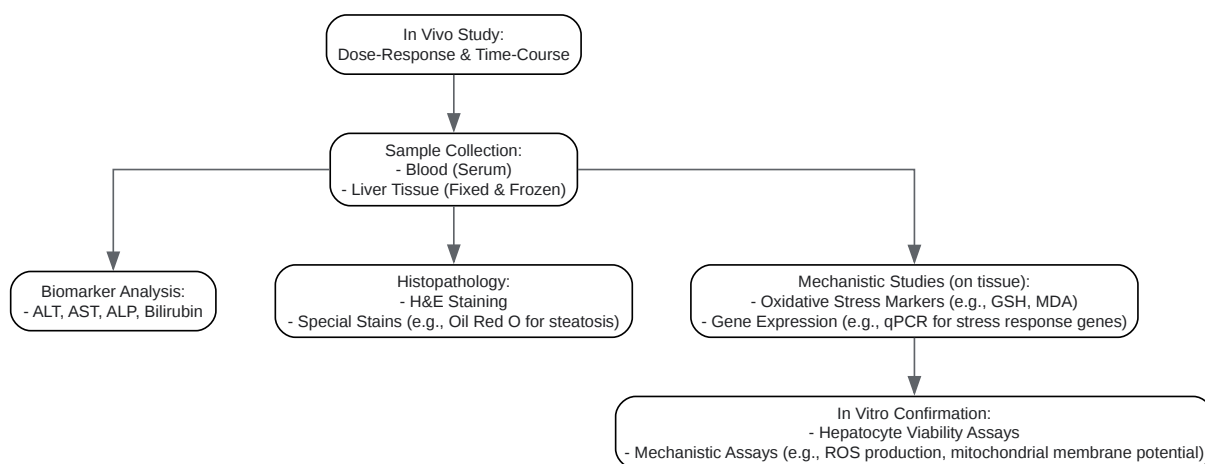 In Vivo Study:
Dose-Response & Time-Course
Sample Collection:
- Blood (Serum)
- Liver Tissue (Fixed & Frozen)
Biomarker Analysis:
- ALT, AST, ALP, Bilirubin
Histopathology:
- H&E Staining
- Special Stains (e.g., Oil Red O for steatosis)
Mechanistic Studies (on tissue):
- Oxidative Stress Markers (e.g., GSH, MDA)
- Gene Expression (e.g., qPCR for stress response genes)
In Vitro Confirmation:
- Hepatocyte Viability Assays
- Mechanistic Assays (e.g., ROS production, mitochondrial membrane potential)